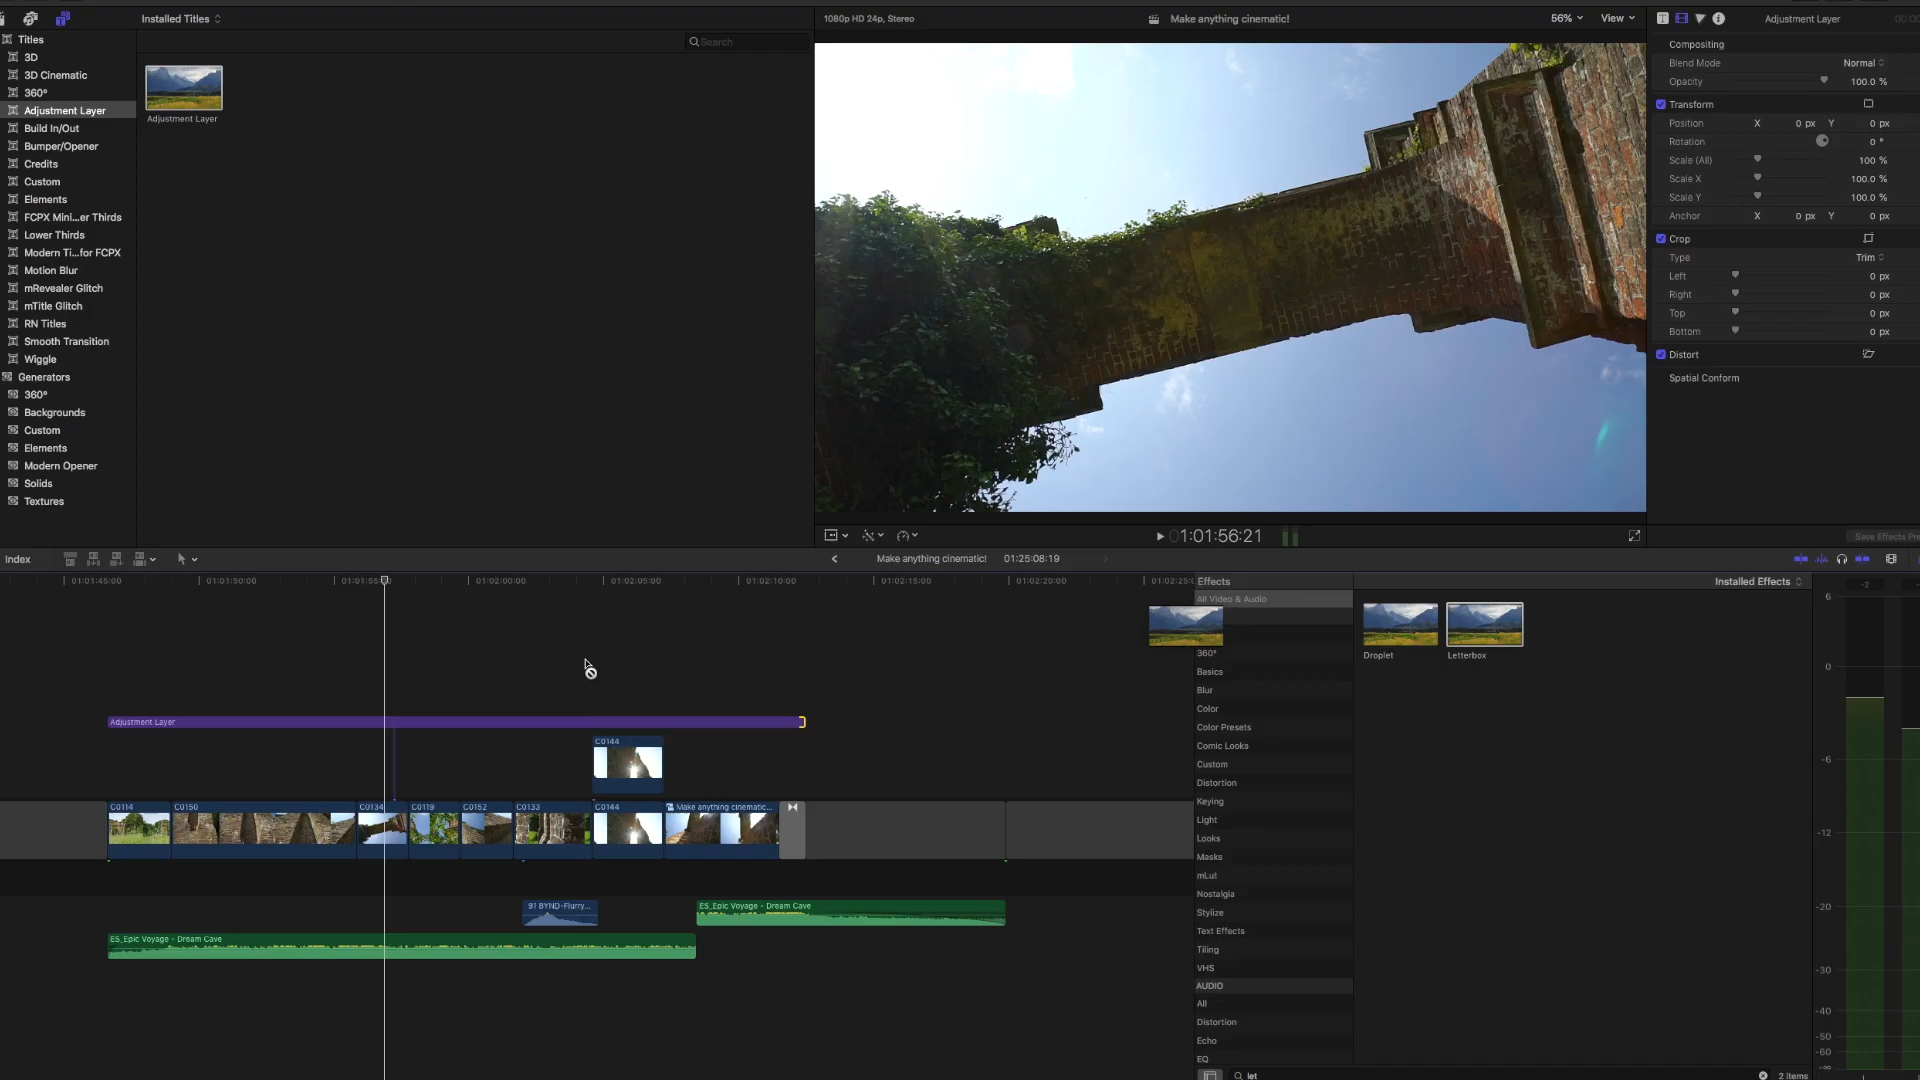 Installed Titles
1080p HD 24p, Stereo
Make anything cinematic!
56%
View
Adjustment Layer
Titles
3D
3D Cinematic
360°
Adjustment Layer
Build In/Out
Bumper/Opener
Credits
Custom
Elements
FCPX Mini...er Thirds
Lower Thirds
Modern Ti...for FCPX
Motion Blur
mRevealer Glitch
mTitle Glitch
RN Titles
Smooth Transition
Wiggle
Generators
360°
Backgrounds
Custom
Elements
Modern Opener
Solids
Textures
Search
Adjustment Layer
Compositing
Blend Mode Normal
Opacity 100.0 %
Transform
Position X 0 px Y 0 px
Rotation 0 °
Scale (All) 100 %
Scale X 100.0 %
Scale Y 100.0 %
Anchor X 0 px Y 0 px
Crop
Type Trim
Left 0 px
Right 0 px
Top 0 px
Bottom 0 px
Distort
Spatial Conform
Save Effects Pre
01:01:56:21
Index
Make anything cinematic!
01:25:08:19
01:01:45:00
01:01:50:00
01:01:55
01:02:00:00
01:02:05:00
01:02:10:00
01:02:15:00
01:02:20:00
01:02:25:0
Adjustment Layer
C0144
C0114
C0150
C0134
C0119
C0152
C0133
C0144
Make anything cinematic...
91 BYND-Flurry...
ES_Epic Voyage - Dream Cave
ES_Epic Voyage - Dream Cave
Effects
Installed Effects
All Video & Audio
360°
Basics
Blur
Color
Color Presets
Comic Looks
Custom
Distortion
Keying
Light
Looks
Masks
mLut
Nostalgia
Stylize
Text Effects
Tiling
VHS
AUDIO
All
Distortion
Echo
EQ
Droplet
Letterbox
let
2 items
-2
6
0
-6
-12
-20
-30
-40
-50
-60